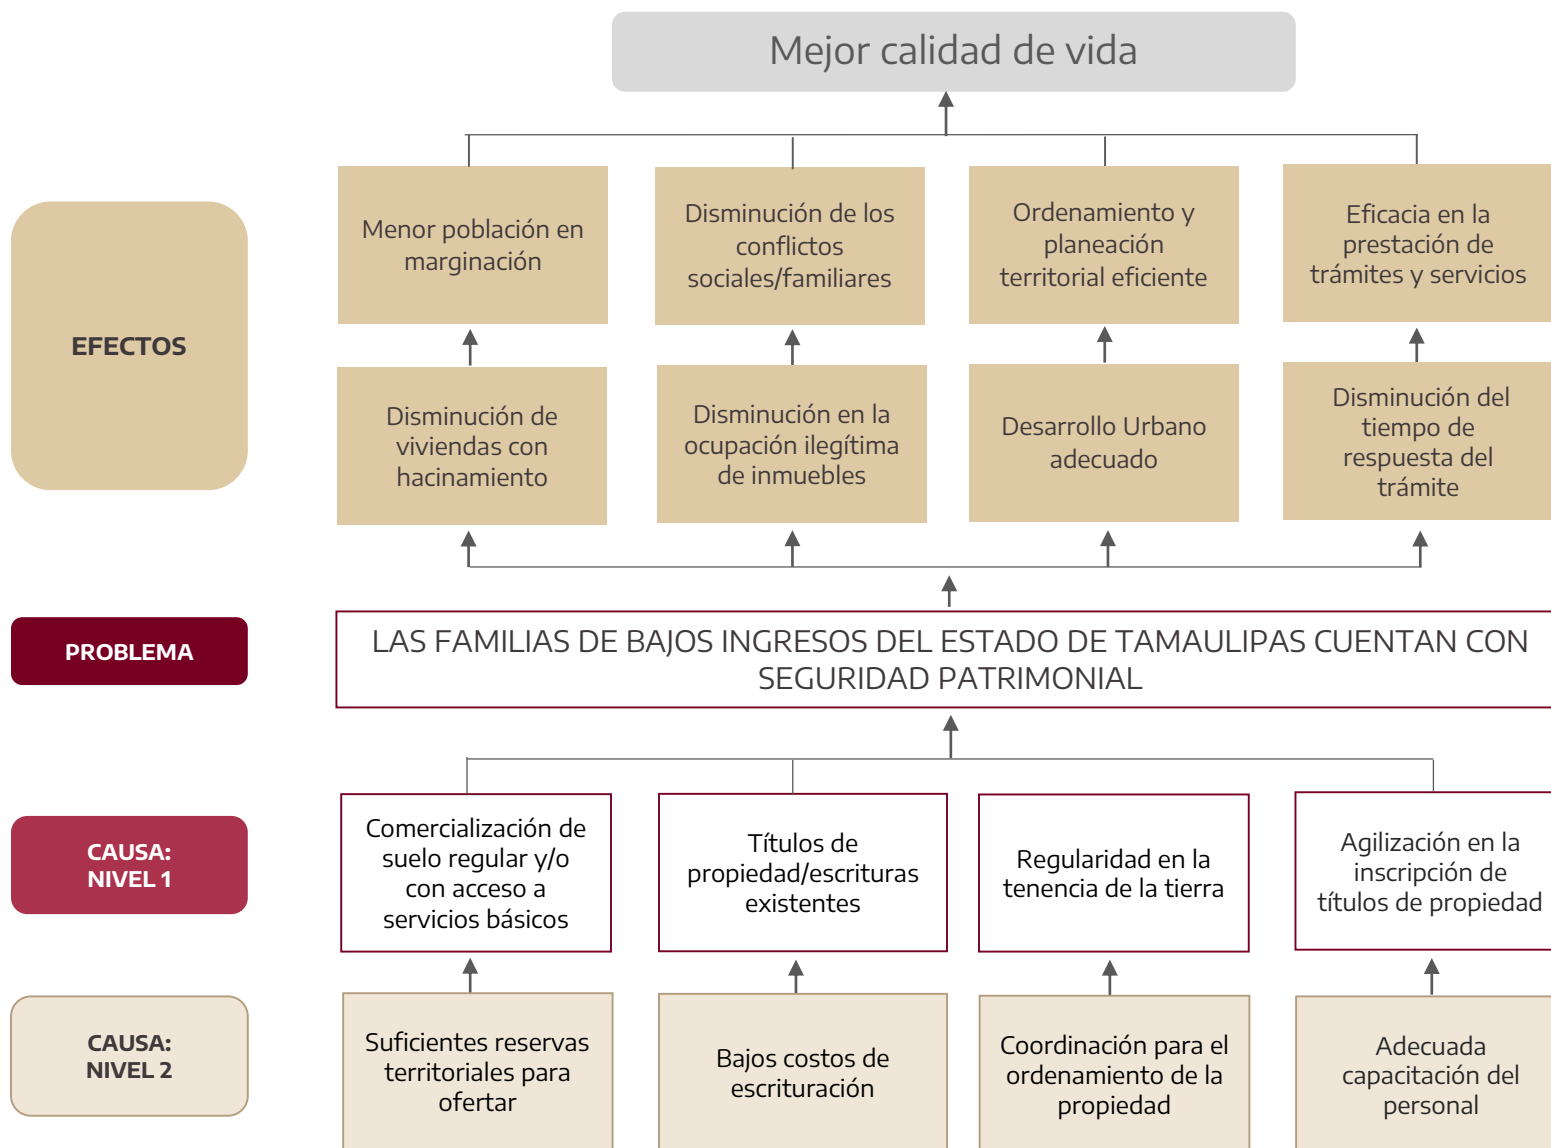 Mejor calidad de vida
EFECTOS
Menor población en
marginación
Disminución de los
conflictos
sociales/familiares
Ordenamiento y
planeación
territorial eficiente
Eficacia en la
prestación de
trámites y servicios
Disminución de
viviendas con
hacinamiento
Disminución en la
ocupación ilegítima
de inmuebles
Desarrollo Urbano
adecuado
Disminución del
tiempo de
respuesta del
trámite
PROBLEMA
LAS FAMILIAS DE BAJOS INGRESOS DEL ESTADO DE TAMAULIPAS CUENTAN CON
SEGURIDAD PATRIMONIAL
CAUSA:
NIVEL 1
Comercialización de
suelo regular y/o
con acceso a
servicios básicos
Títulos de
propiedad/escrituras
existentes
Regularidad en la
tenencia de la tierra
Agilización en la
inscripción de
títulos de propiedad
CAUSA:
NIVEL 2
Suficientes reservas
territoriales para
ofertar
Bajos costos de
escrituración
Coordinación para el
ordenamiento de la
propiedad
Adecuada
capacitación del
personal